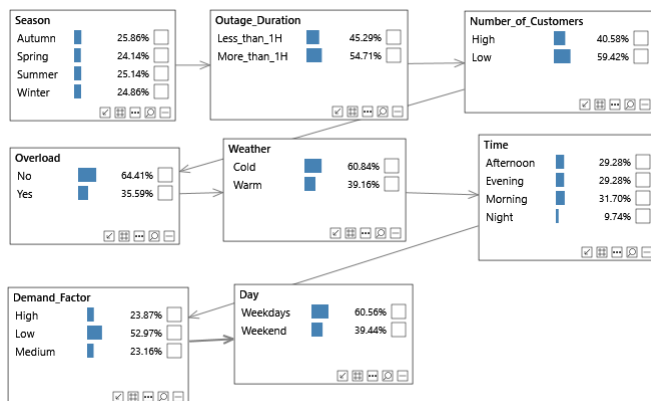 Season
Autumn 25.86%
Spring 24.14%
Summer 25.14%
Winter 24.86%
Outage_Duration
Less_than_1H 45.29%
More_than_1H 54.71%
Number_of_Customers
High 40.58%
Low 59.42%
Overload
No 64.41%
Yes 35.59%
Weather
Cold 60.84%
Warm 39.16%
Time
Afternoon 29.28%
Evening 29.28%
Morning 31.70%
Night 9.74%
Demand_Factor
High 23.87%
Low 52.97%
Medium 23.16%
Day
Weekdays 60.56%
Weekend 39.44%